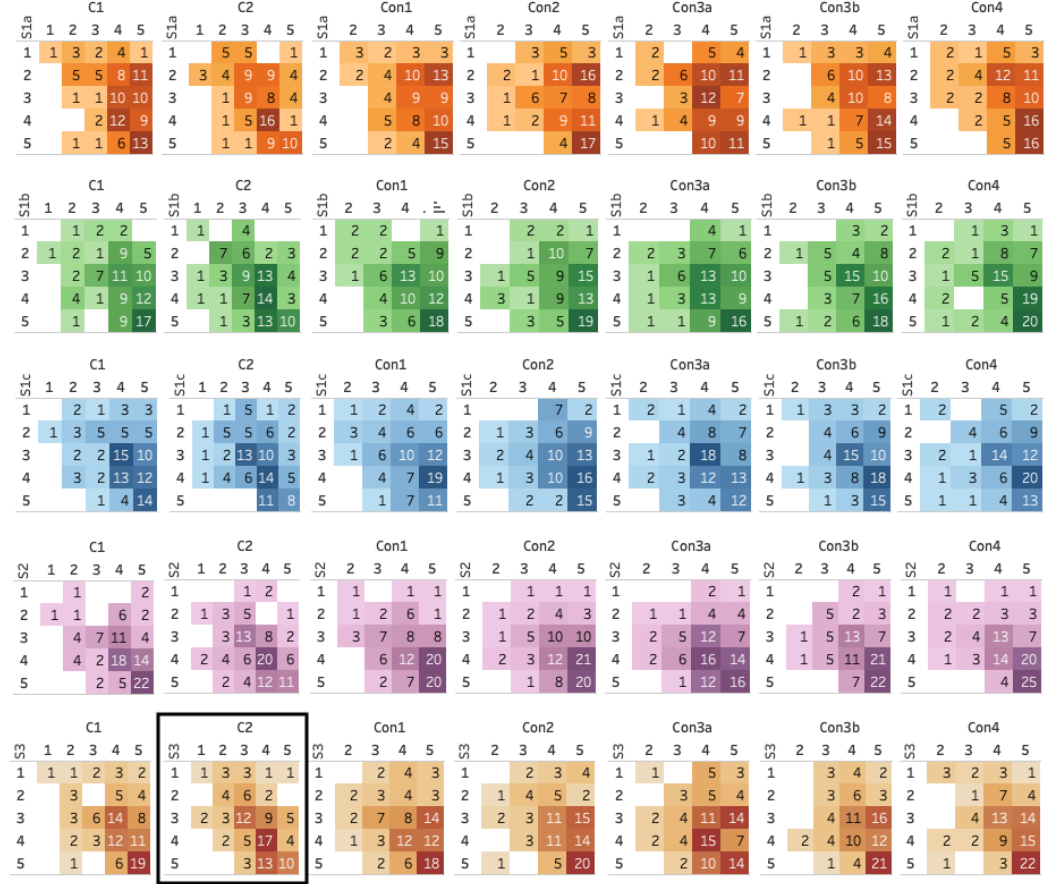 C1 C2 Con1 Con2 Con3a Con3b Con4
S1a 1 2 3 4 5 S1a 1 2 3 4 5 S1a 2 3 4 5 S1a 2 3 4 5 S1a 2 3 4 5 S1a 2 3 4 5 S1a 2 3 4 5
1 1 3 2 4 1 1 5 5 1 1 3 2 3 3 1 3 5 3 1 2 5 4 1 1 3 3 4 1 2 1 5 3
2 5 5 8 11 2 3 4 9 9 4 2 2 4 10 13 2 2 1 10 16 2 2 6 10 11 2 6 10 13 2 2 4 12 11
3 1 1 10 10 3 1 9 8 4 3 4 9 9 3 1 6 7 8 3 3 12 7 3 4 10 8 3 2 2 8 10
4 2 12 9 4 1 5 16 1 4 5 8 10 4 1 2 9 11 4 1 4 9 9 4 1 1 7 14 4 2 5 16
5 1 1 6 13 5 1 1 9 10 5 2 4 15 5 4 17 5 10 11 5 1 5 15 5 5 16
C1 C2 Con1 Con2 Con3a Con3b Con4
S1b 1 2 3 4 5 S1b 1 2 3 4 5 S1b 2 3 4 S1b 2 3 4 5 S1b 2 3 4 5 S1b 2 3 4 5 S1b 2 3 4 5
1 1 2 2 1 1 4 1 2 2 1 1 2 2 1 1 4 1 1 3 2 1 1 3 1
2 1 2 1 9 5 2 7 6 2 3 2 2 1 5 9 2 1 10 7 2 2 3 7 6 2 1 5 4 8 2 2 1 8 7
3 2 7 11 10 3 1 3 9 13 4 3 1 6 13 10 3 1 5 9 15 3 1 6 13 10 3 5 15 10 3 1 5 15 9
4 4 1 9 12 4 1 1 7 14 3 4 4 10 12 4 3 1 9 13 4 4 3 13 9 4 3 7 16 4 2 5 19
5 1 9 17 5 1 3 13 10 5 3 6 18 5 3 5 19 5 1 1 9 16 5 1 2 6 18 5 1 2 4 20
C1 C2 Con1 Con2 Con3a Con3b Con4
S1c 1 2 3 4 5 S1c 1 2 3 4 5 S1c 2 3 4 5 S1c 2 3 4 5 S1c 2 3 4 5 S1c 2 3 4 5 S1c 2 3 4 5
1 2 1 3 3 1 1 5 1 2 1 1 2 4 2 1 7 2 1 2 1 4 2 1 1 3 3 2 1 2 5 2
2 1 3 5 5 5 2 1 5 5 6 2 2 3 4 6 6 2 1 3 6 9 2 4 8 7 2 4 6 9 2 4 6 9
3 2 2 15 10 3 1 2 13 10 3 3 1 6 10 12 3 2 4 10 13 3 1 2 18 8 3 4 15 10 3 2 1 14 12
4 3 2 13 12 4 1 4 6 14 5 4 4 7 19 4 1 3 10 16 4 2 3 12 13 4 1 3 8 18 4 1 3 6 20
5 1 4 14 5 11 8 5 1 7 11 5 2 2 15 5 3 4 12 5 1 3 15 5 1 4 13
C1 C2 Con1 Con2 Con3a Con3b Con4
S2 1 2 3 4 5 S2 1 2 3 4 5 S2 2 3 4 5 S2 2 3 4 5 S2 2 3 4 5 S2 2 3 4 5 S2 2 3 4 5
1 1 2 1 1 2 1 1 1 1 1 1 1 1 1 2 1 1 2 1 1 1 1 1
2 1 1 6 2 2 1 3 5 1 2 1 2 6 1 2 1 2 4 3 2 1 1 4 4 2 5 2 3 2 2 2 3 3
3 4 7 11 4 3 3 13 8 2 3 3 7 8 8 3 1 5 10 10 3 2 5 12 7 3 1 5 13 7 3 2 4 13 7
4 4 2 18 14 4 2 4 6 20 6 4 6 12 20 4 2 3 12 21 4 2 6 16 14 4 1 5 11 21 4 1 3 14 20
5 2 5 22 5 2 4 12 11 5 2 7 20 5 1 8 20 5 1 12 16 5 7 22 5 4 25
C1 C2 Con1 Con2 Con3a Con3b Con4
S3 1 2 3 4 5 S3 1 2 3 4 5 S3 2 3 4 5 S3 2 3 4 5 S3 2 3 4 5 S3 2 3 4 5 S3 2 3 4 5
1 1 1 2 3 2 1 1 3 3 1 1 1 2 4 3 1 2 3 4 1 1 5 3 1 3 4 2 1 3 2 3 1
2 3 5 4 2 4 6 2 2 2 3 4 3 2 1 4 5 2 2 3 5 4 2 3 6 3 2 1 7 4
3 3 6 14 8 3 2 3 12 9 5 3 2 7 8 14 3 2 3 11 15 3 2 4 11 14 3 4 11 16 3 4 13 14
4 2 3 12 11 4 2 5 17 4 4 1 4 12 12 4 3 11 14 4 2 4 15 7 4 2 4 10 12 4 2 2 9 15
5 1 6 19 5 3 13 10 5 2 6 18 5 1 5 20 5 2 10 14 5 1 4 21 5 1 3 22